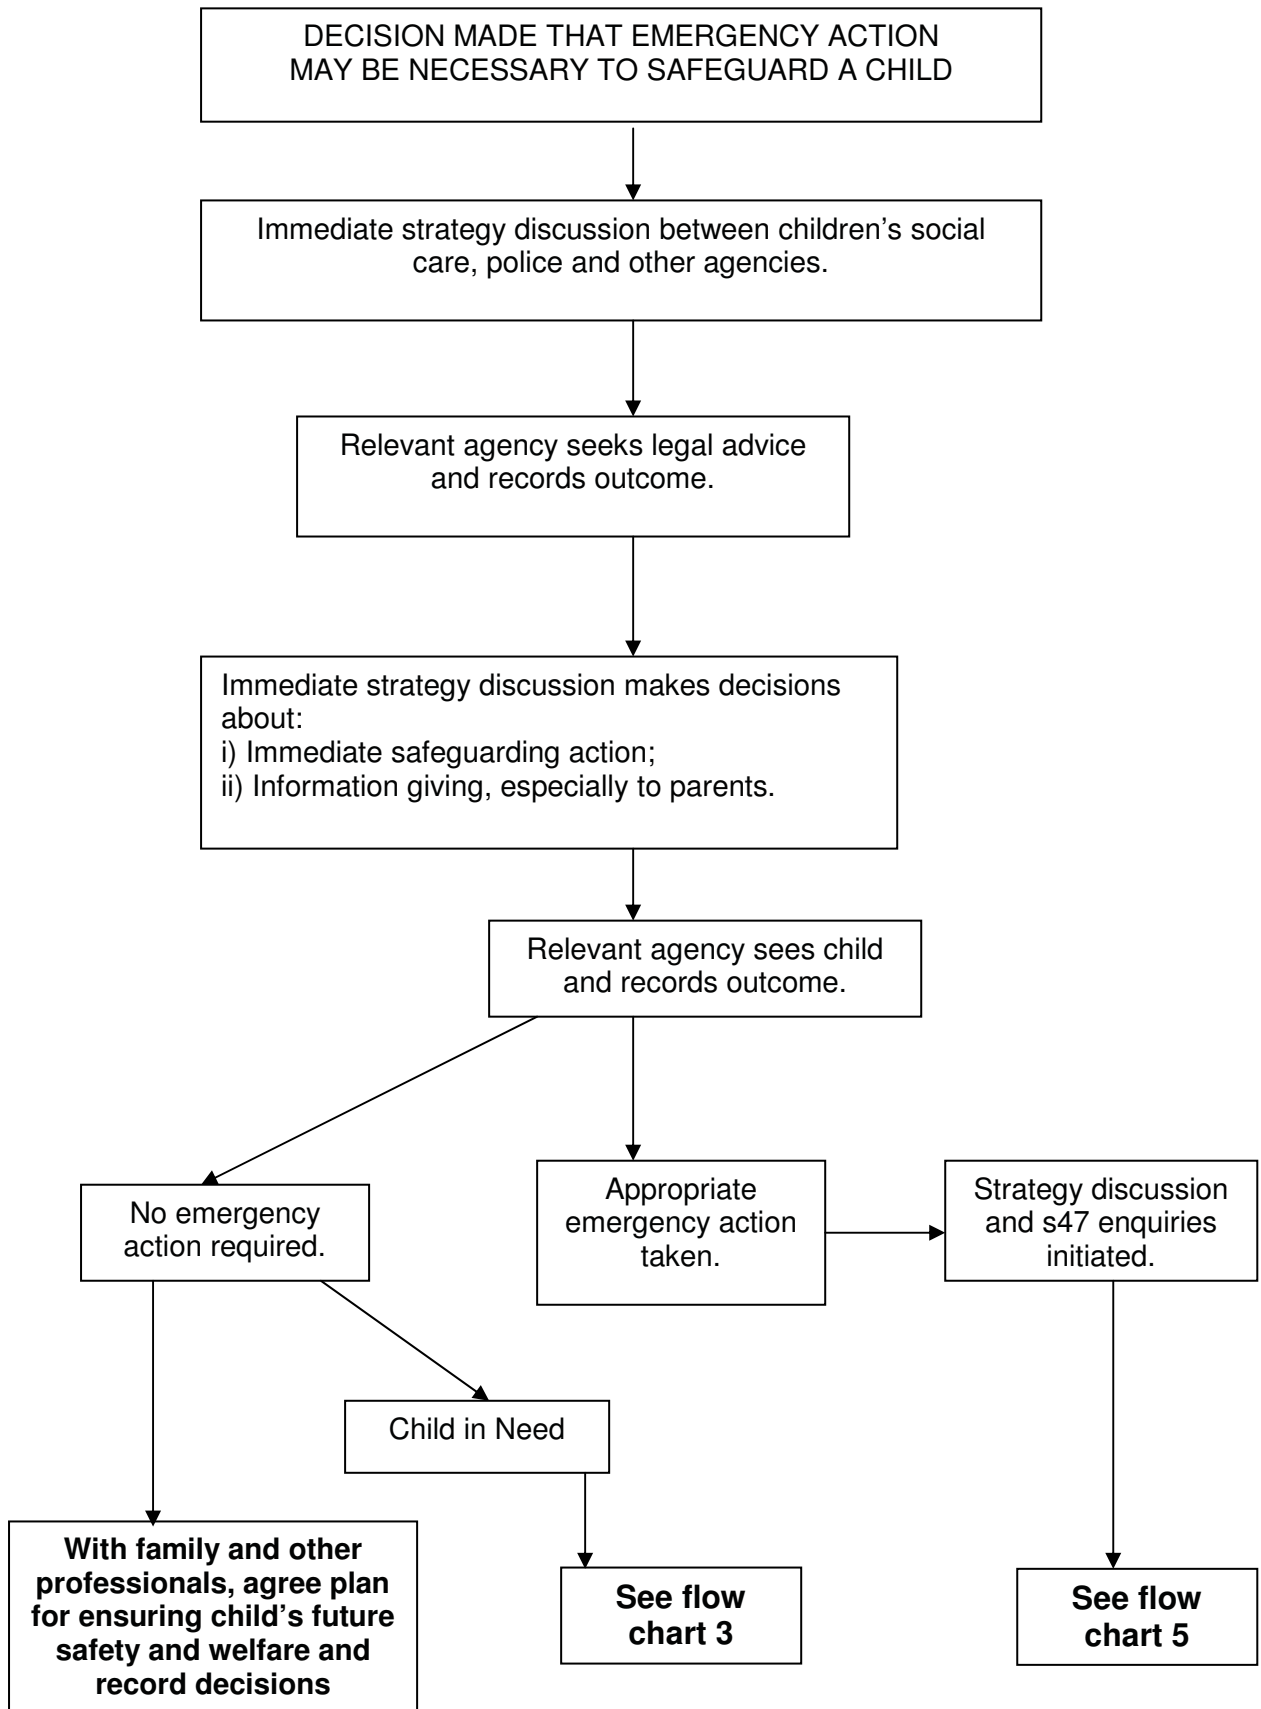 DECISION MADE THAT EMERGENCY ACTION
MAY BE NECESSARY TO SAFEGUARD A CHILD
Immediate strategy discussion between children's social
care, police and other agencies.
Relevant agency seeks legal advice
and records outcome.
Immediate strategy discussion makes decisions
about:
i) Immediate safeguarding action;
ii) Information giving, especially to parents.
Relevant agency sees child
and records outcome.
No emergency
action required.
Appropriate
emergency action
taken.
Strategy discussion
and s47 enquiries
initiated.
Child in Need
With family and other
professionals, agree plan
for ensuring child's future
safety and welfare and
record decisions
See flow
chart 3
See flow
chart 5